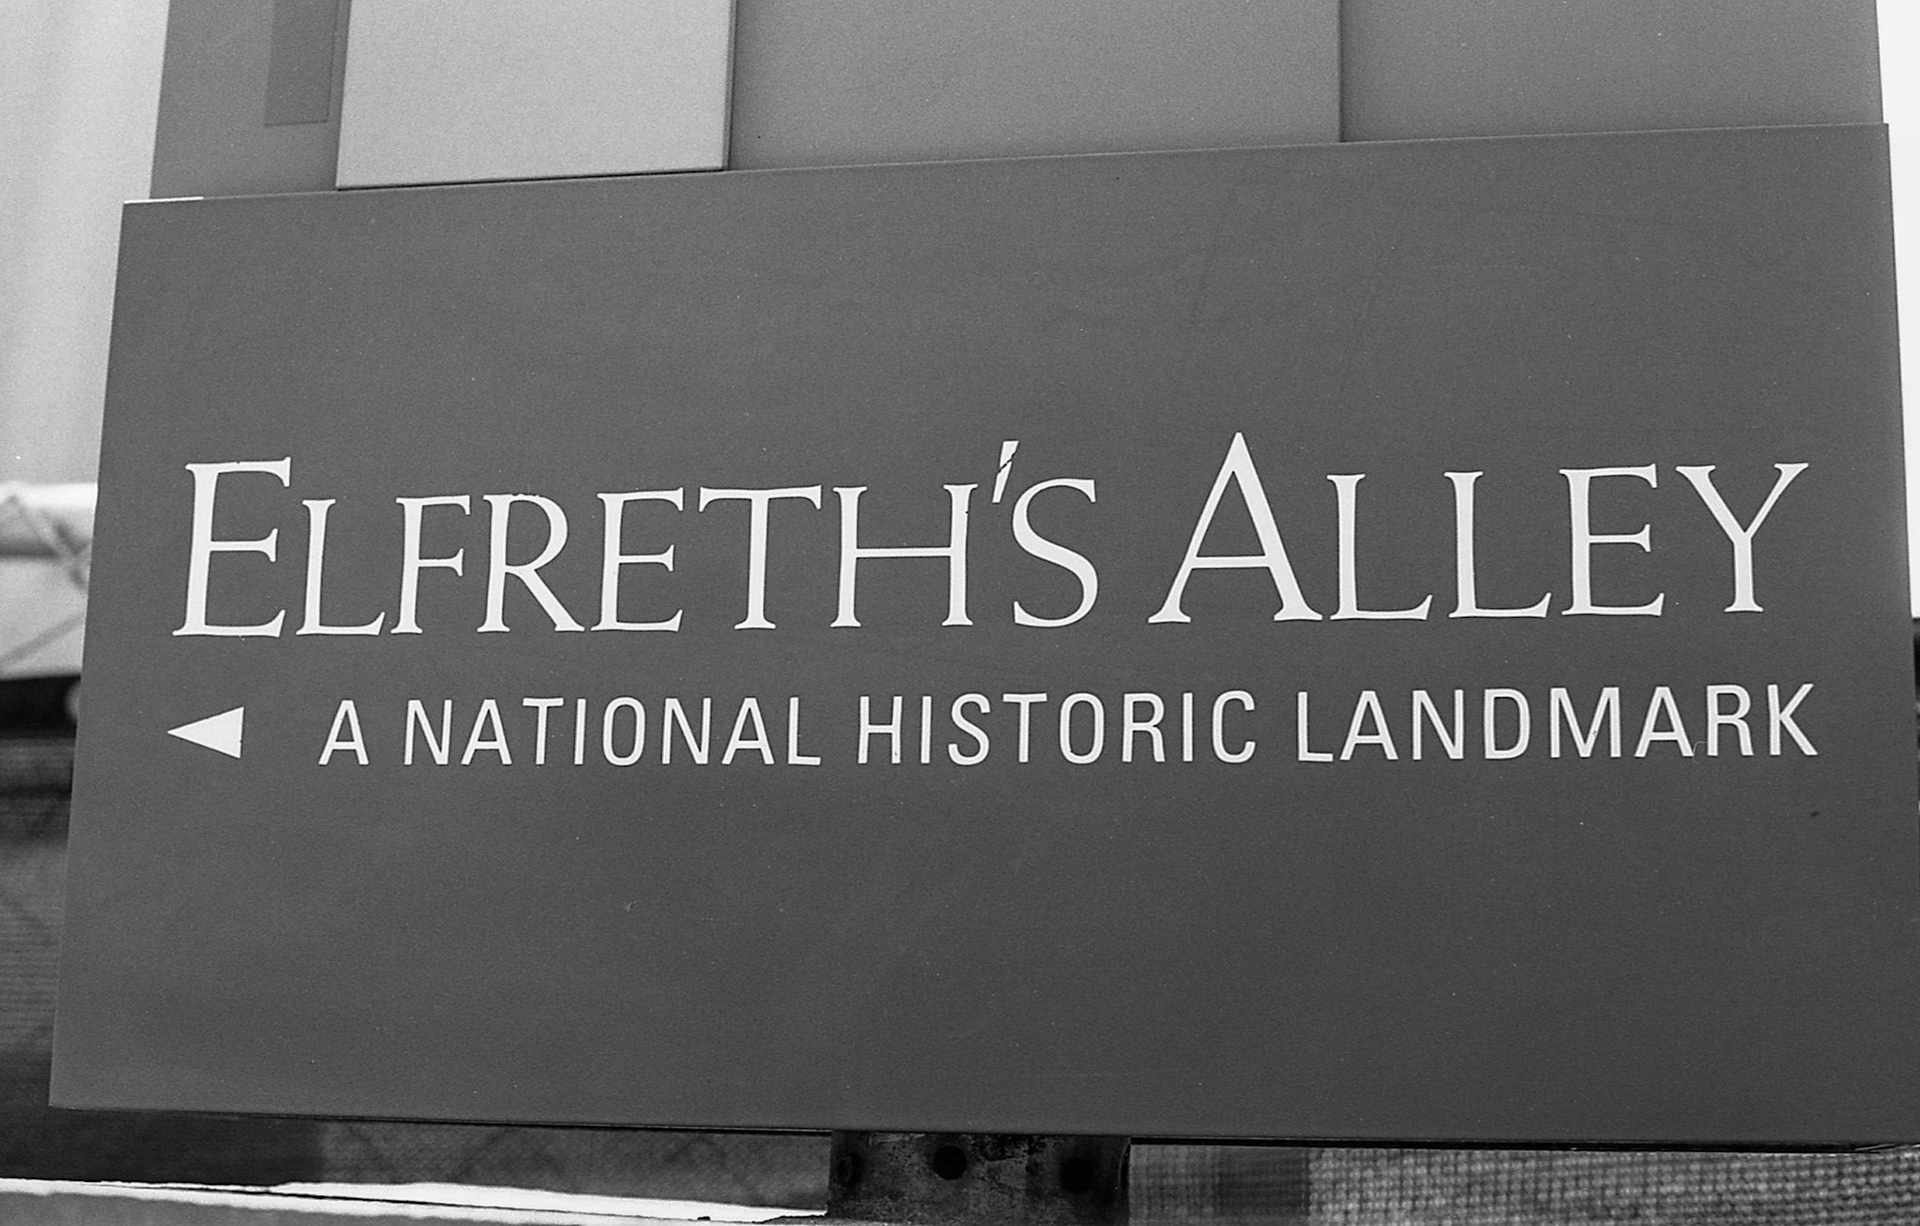 ELFRETH'S ALLEY
A NATIONAL HISTORIC LANDMARK